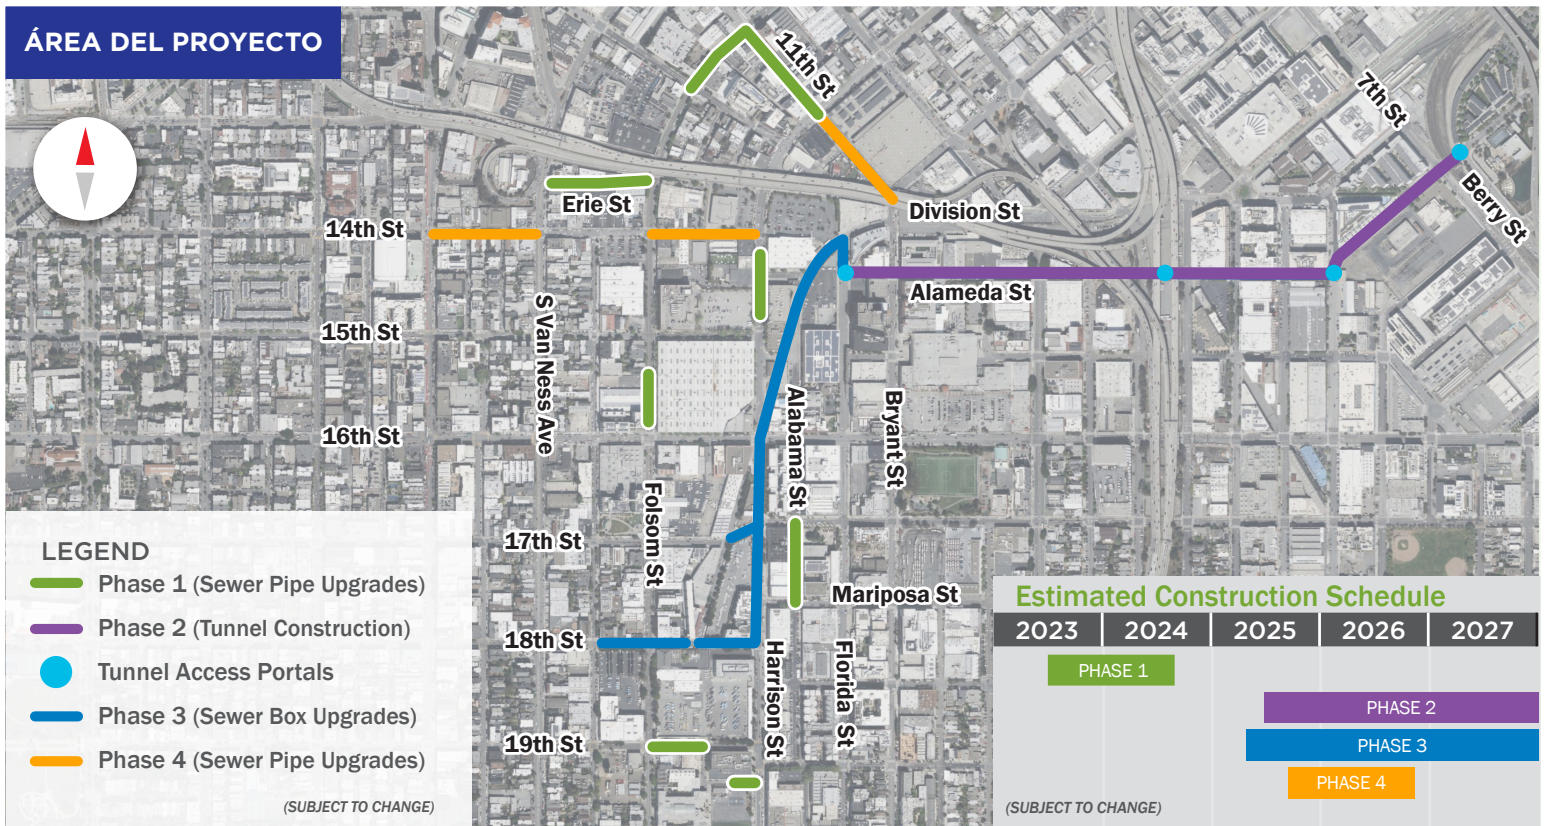 ÁREA DEL PROYECTO
11th St
7th St
Berry St
Erie St
Division St
14th St
Alameda St
S Van Ness Ave
15th St
Alabama St
Bryant St
16th St
Folsom St
17th St
Mariposa St
18th St
Harrison St
Florida St
19th St
LEGEND
Phase 1 (Sewer Pipe Upgrades)
Phase 2 (Tunnel Construction)
Tunnel Access Portals
Phase 3 (Sewer Box Upgrades)
Phase 4 (Sewer Pipe Upgrades)
(SUBJECT TO CHANGE)
Estimated Construction Schedule
2023 2024 2025 2026 2027
PHASE 1
PHASE 2
PHASE 3
PHASE 4
(SUBJECT TO CHANGE)